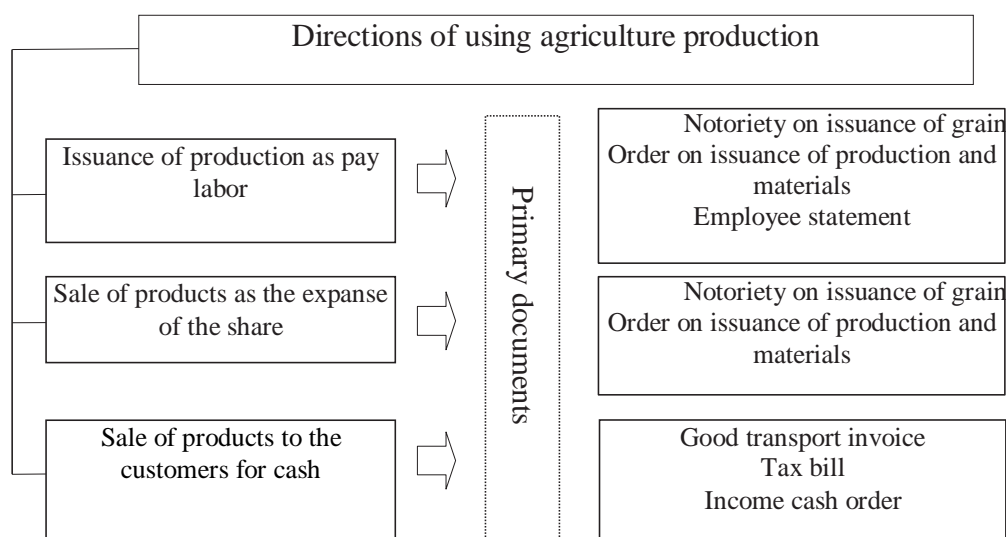 Directions of using agriculture production
Issuance of production as pay
labor
Sale of products as the expanse
of the share
Sale of products to the
customers for cash
Primary documents
Notoriety on issuance of grain
Order on issuance of production and
materials
Employee statement
Notoriety on issuance of grain
Order on issuance of production and
materials
Good transport invoice
Tax bill
Income cash order